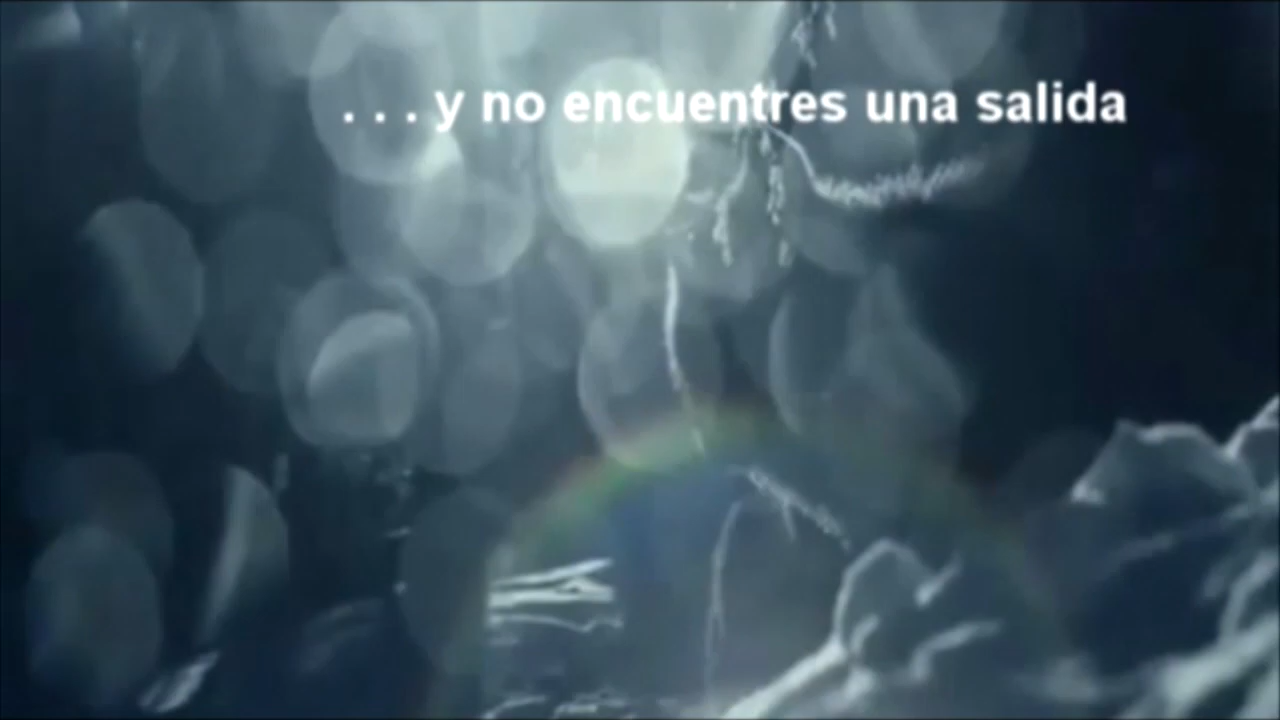 . . . y no encuentres una salida